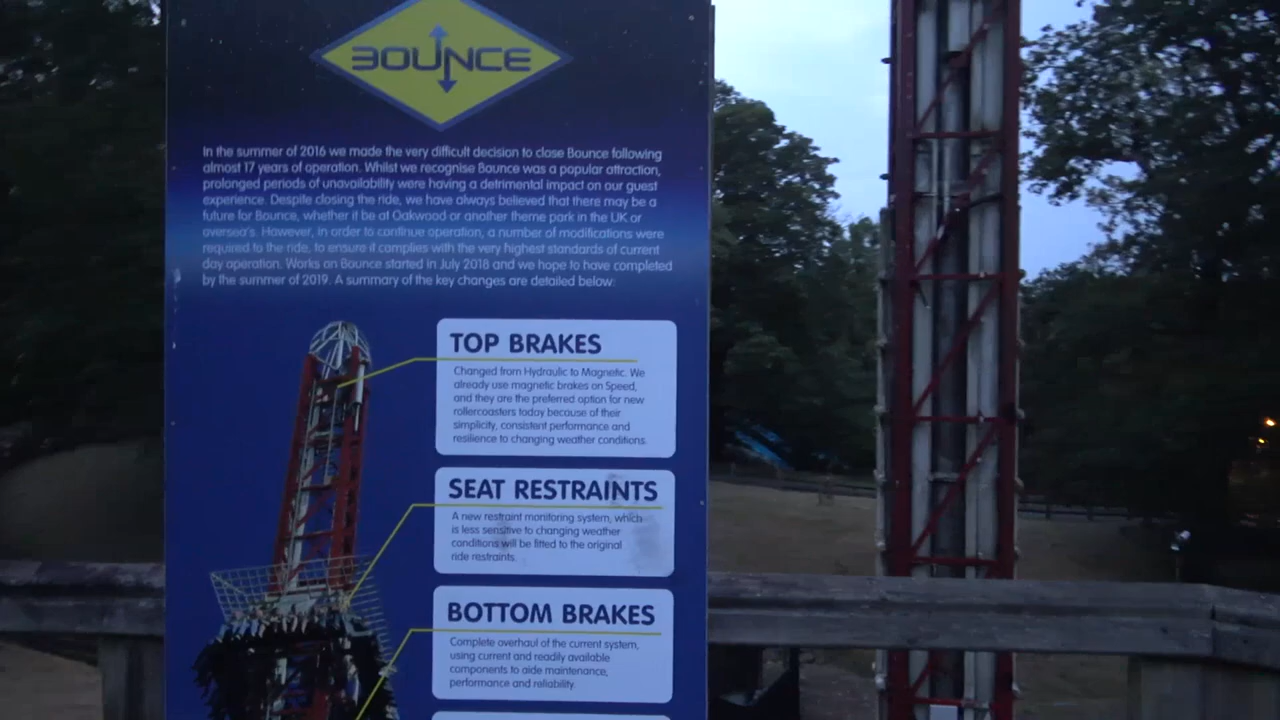 BOUNCE
In the summer of 2016 we made the very difficult decision to close Bounce following
almost 17 years of operation. Whilst we recognise Bounce was a popular attraction,
prolonged periods of unavailability were having a detrimental impact on our guest
experience. Despite closing the ride, we have always believed that there may be a
future for Bounce, whether it be at Oakwood or another theme park in the UK or
oversea's. However, in order to continue operation, a number of modifications were
required to the ride, to ensure it complies with the very highest standards of current
day operation. Works on Bounce started in July 2018 and we hope to have completed
by the summer of 2019. A summary of the key changes are detailed below:
TOP BRAKES
Changed from Hydraulic to Magnetic. We
already use magnetic brakes on Speed,
and they are the preferred option for new
rollercoasters today because of their
simplicity, consistent performance and
resilience to changing weather conditions.
SEAT RESTRAINTS
A new restraint monitoring system, which
is less sensitive to changing weather
conditions will be fitted to the original
ride restraints.
BOTTOM BRAKES
Complete overhaul of the current system,
using current and readily available
components to aide maintenance,
performance and reliability.